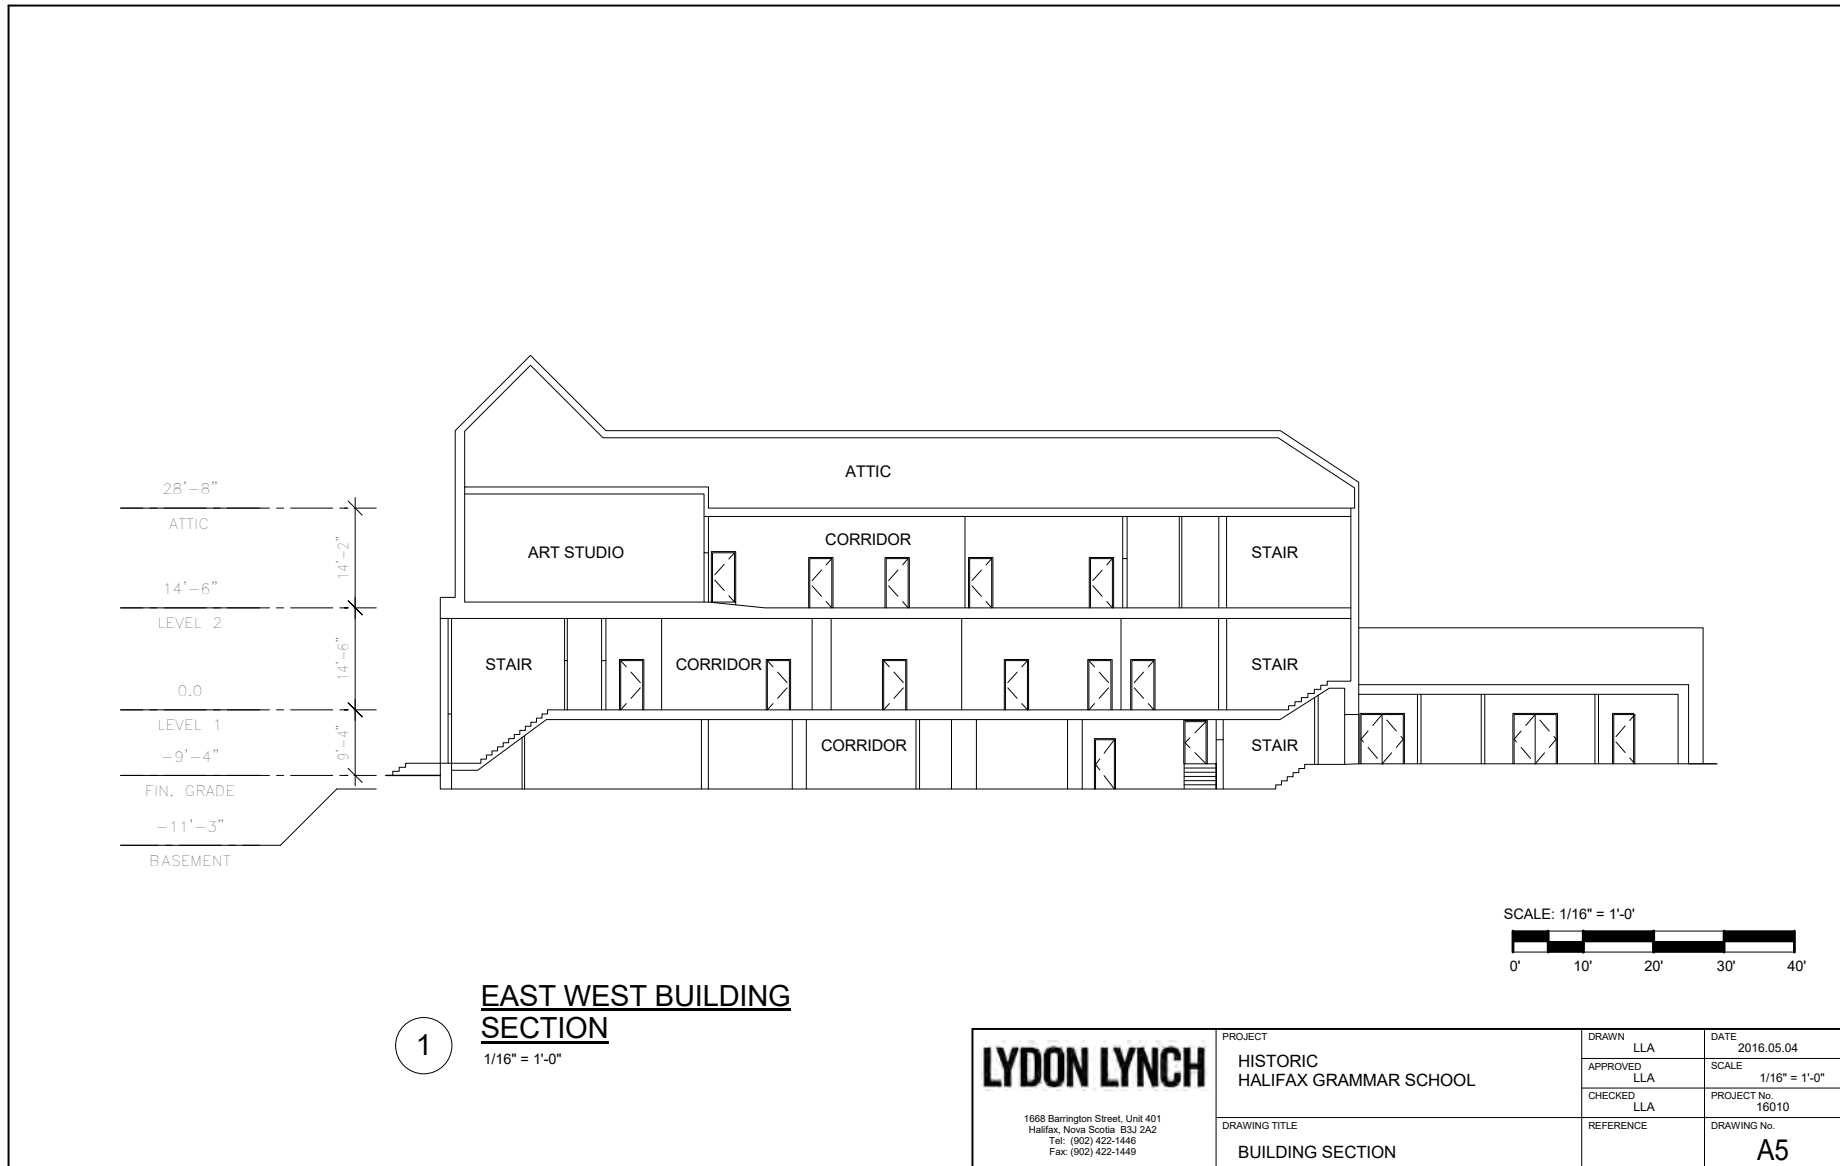 ATTIC
28'-8"
ATTIC
14'-2"
ART STUDIO
CORRIDOR
STAIR
14'-6"
LEVEL 2
14'-6"
STAIR
CORRIDOR
STAIR
0.0
LEVEL 1
9'-4"
CORRIDOR
STAIR
-9'-4"
FIN. GRADE
-11'-3"
BASEMENT
SCALE: 1/16" = 1'-0'
0' 10' 20' 30' 40'
1
EAST WEST BUILDING
SECTION
1/16" = 1'-0"
LYDON LYNCH
1668 Barrington Street, Unit 401
Halifax, Nova Scotia B3J 2A2
Tel: (902) 422-1446
Fax: (902) 422-1449
PROJECT
HISTORIC
HALIFAX GRAMMAR SCHOOL
DRAWING TITLE
BUILDING SECTION
DRAWN
LLA
APPROVED
LLA
CHECKED
LLA
REFERENCE
DATE
2016.05.04
SCALE
1/16" = 1'-0"
PROJECT No.
16010
DRAWING No.
A5